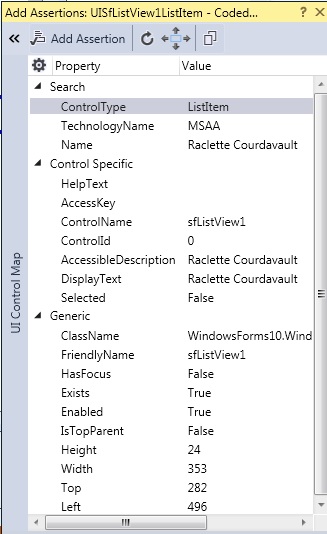 Add Assertions: UISfListView1ListItem - Coded... ? X
« Add Assertion
Property Value
Search
ControlType ListItem
TechnologyName MSAA
Name Raclette Courdavault
Control Specific
HelpText
AccessKey
ControlName sfListView1
ControlId 0
AccessibleDescription Raclette Courdavault
DisplayText Raclette Courdavault
Selected False
Generic
ClassName WindowsForms10.Wind
FriendlyName sfListView1
HasFocus False
Exists True
Enabled True
IsTopParent False
Height 24
Width 353
Top 282
Left 496
UI Control Map